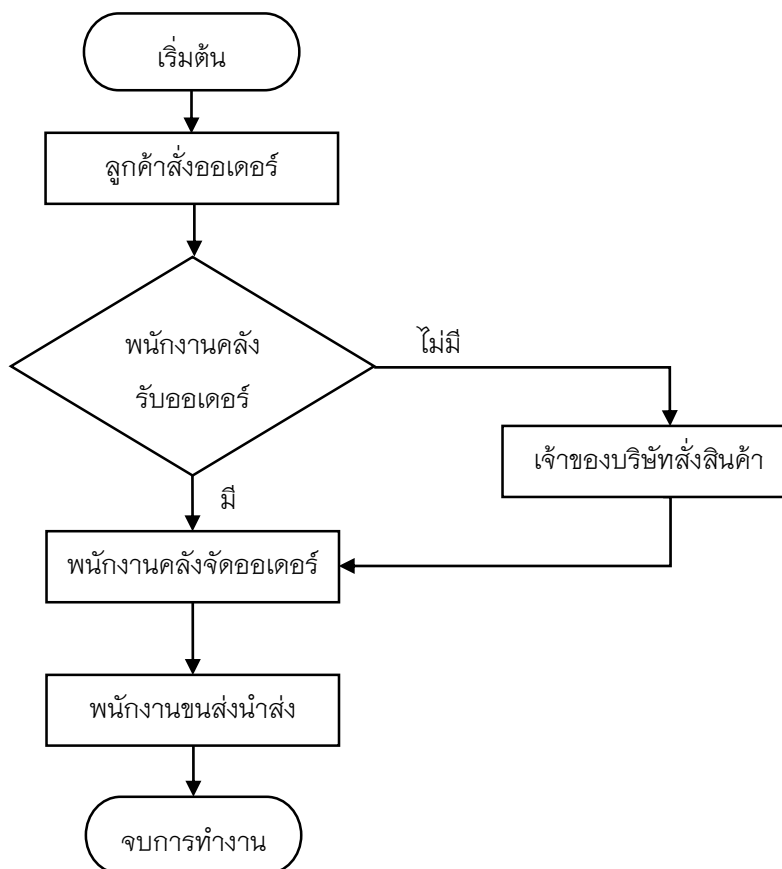 เริ่มต้น
ลูกค้าสั่งออเดอร์
พนักงานคลัง
รับออเดอร์
ไม่มี
เจ้าของบริษัทสั่งสินค้า
มี
พนักงานคลังจัดออเดอร์
พนักงานขนส่งนำส่ง
จบการทำงาน